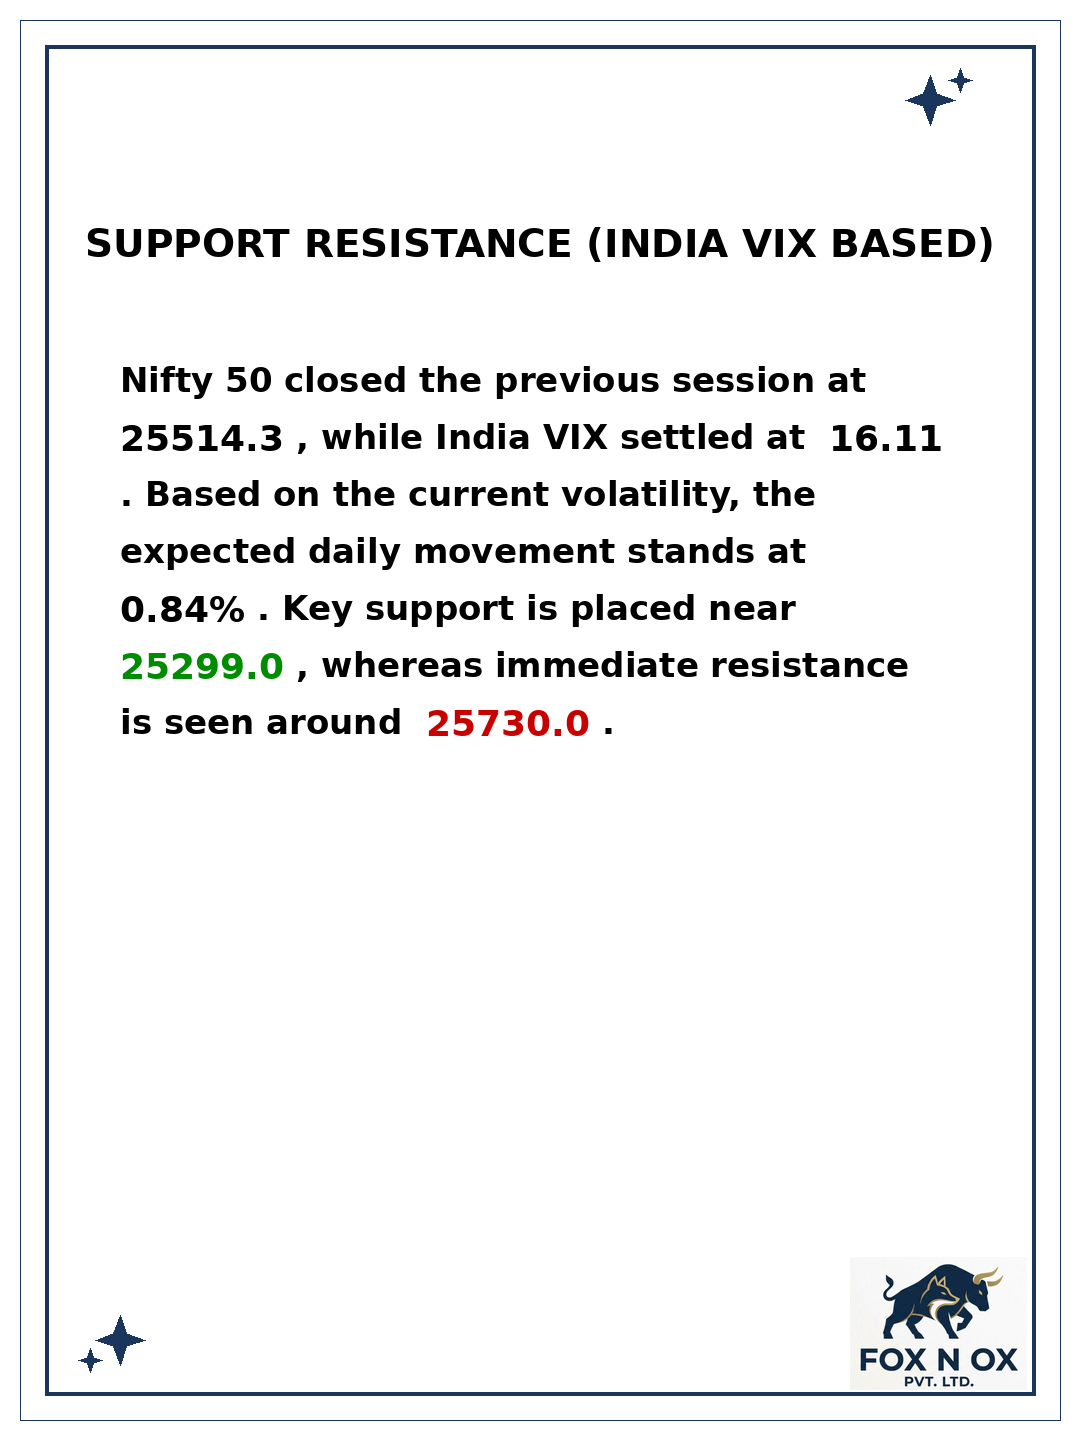 SUPPORT RESISTANCE (INDIA VIX BASED)
Nifty 50 closed the previous session at
25514.3 , while India VIX settled at 16.11
. Based on the current volatility, the
expected daily movement stands at
0.84% . Key support is placed near
25299.0 , whereas immediate resistance
is seen around 25730.0 .
FOX N OX
PVT. LTD.